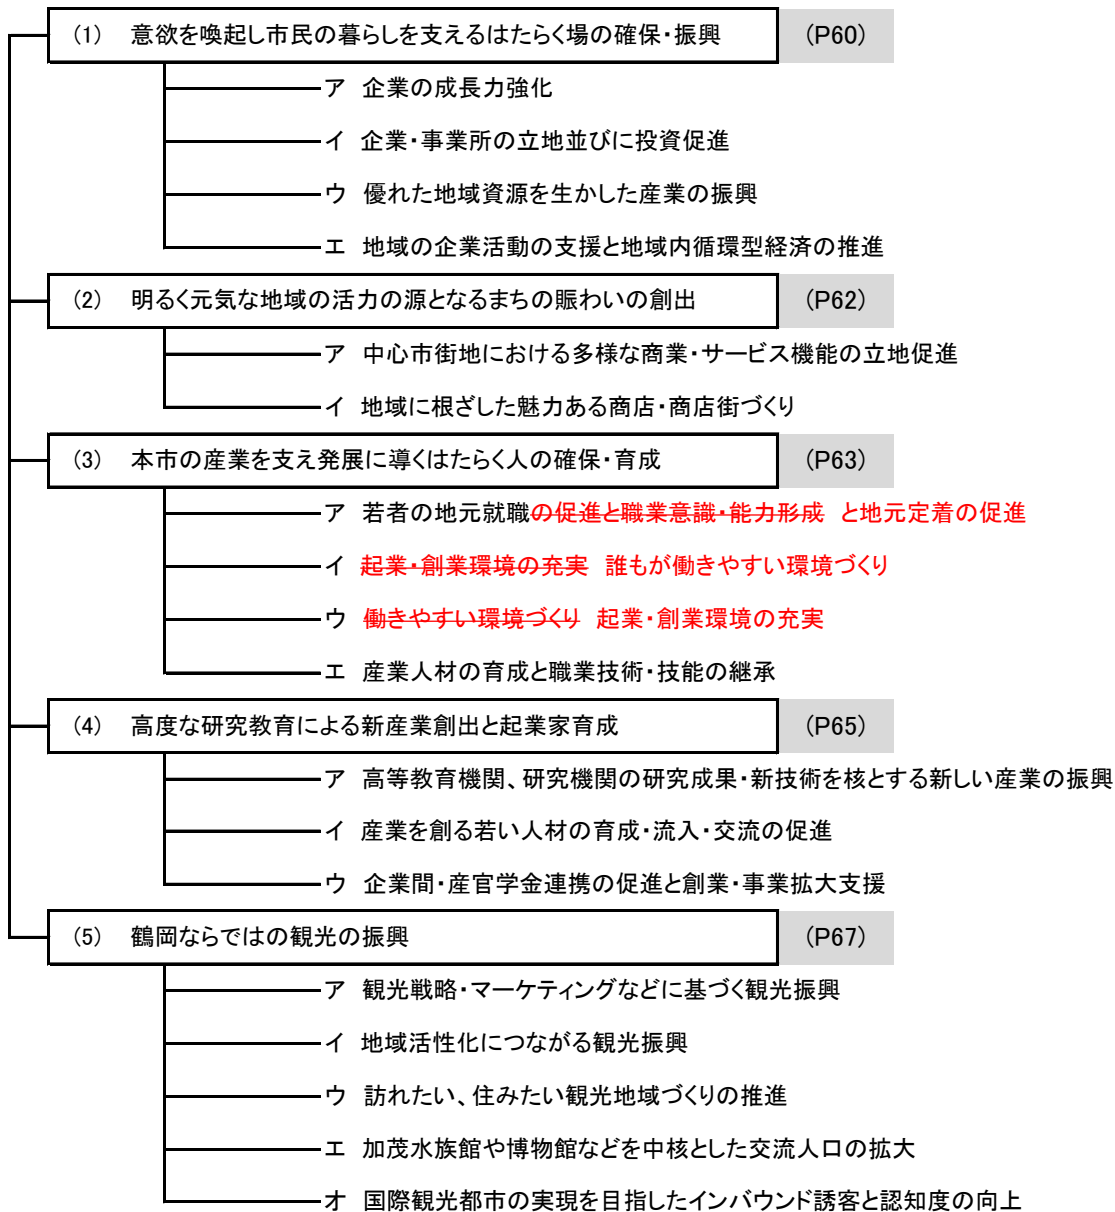 (1) 意欲を喚起し市民の暮らしを支えるはたらく場の確保・振興 (P60)
ア 企業の成長力強化
イ 企業・事業所の立地並びに投資促進
ウ 優れた地域資源を生かした産業の振興
エ 地域の企業活動の支援と地域内循環型経済の推進
(2) 明るく元気な地域の活力の源となるまちの賑わいの創出 (P62)
ア 中心市街地における多様な商業・サービス機能の立地促進
イ 地域に根ざした魅力ある商店・商店街づくり
(3) 本市の産業を支え発展に導くはたらく人の確保・育成 (P63)
ア 若者の地元就職の促進と職業意識・能力形成 と地元定着の促進
イ 起業・創業環境の充実 誰もが働きやすい環境づくり
ウ 働きやすい環境づくり 起業・創業環境の充実
エ 産業人材の育成と職業技術・技能の継承
(4) 高度な研究教育による新産業創出と起業家育成 (P65)
ア 高等教育機関、研究機関の研究成果・新技術を核とする新しい産業の振興
イ 産業を創る若い人材の育成・流入・交流の促進
ウ 企業間・産官学金連携の促進と創業・事業拡大支援
(5) 鶴岡ならではの観光の振興 (P67)
ア 観光戦略・マーケティングなどに基づく観光振興
イ 地域活性化につながる観光振興
ウ 訪れたい、住みたい観光地域づくりの推進
エ 加茂水族館や博物館などを中核とした交流人口の拡大
オ 国際観光都市の実現を目指したインバウンド誘客と認知度の向上